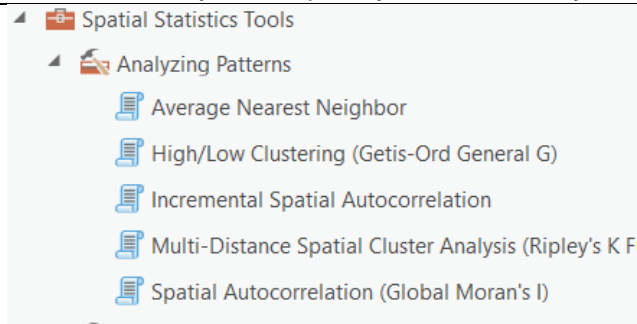 Spatial Statistics Tools
Analyzing Patterns
Average Nearest Neighbor
High/Low Clustering (Getis-Ord General G)
Incremental Spatial Autocorrelation
Multi-Distance Spatial Cluster Analysis (Ripley's K F
Spatial Autocorrelation (Global Moran's I)